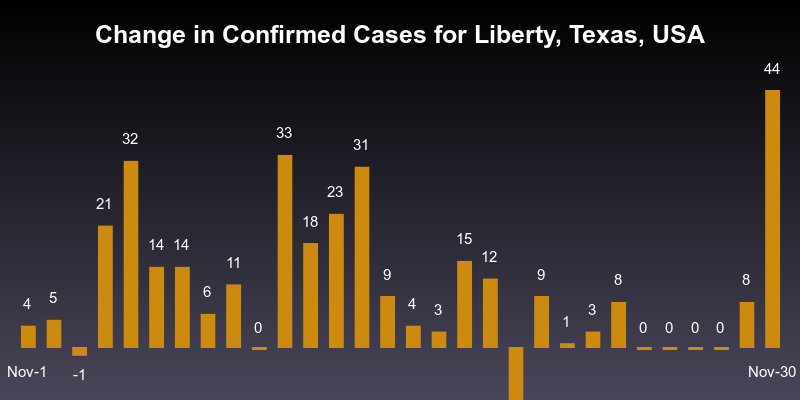 Change in Confirmed Cases for Liberty, Texas, USA
4 5 -1 21 32 14 14 6 11 0 33 18 23 31 9 4 3 15 12 9 1 3 8 0 0 0 0 8 44
Nov-1 Nov-30